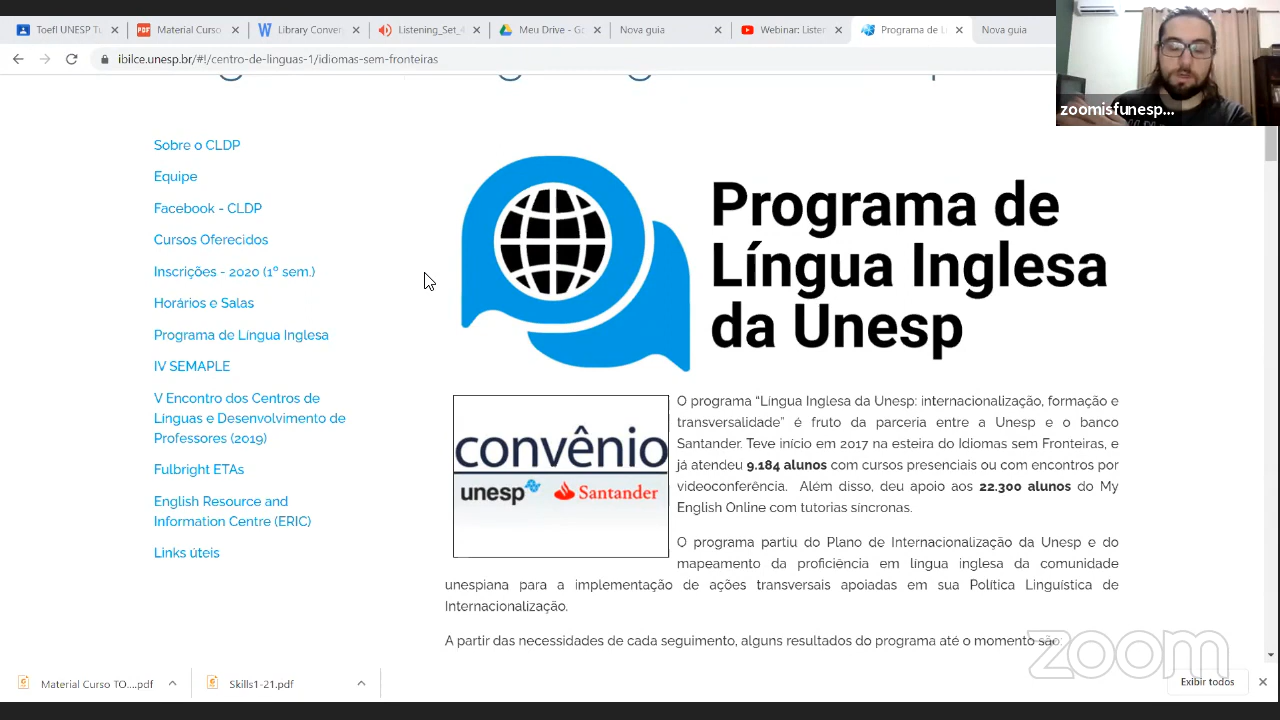 Toefl UNESP Tu
Material Curso
Library Conver
Listening_Set_4
Meu Drive - G
Nova guia
Webinar: Listen
Programa de L
Nova guia
ibilce.unesp.br/#!/centro-de-linguas-1/idiomas-sem-fronteiras
zoomisfunesp...
Sobre o CLDP
Equipe
Facebook - CLDP
Cursos Oferecidos
Inscrições - 2020 (1º sem.)
Horários e Salas
Programa de Língua Inglesa
IV SEMAPLE
V Encontro dos Centros de
Línguas e Desenvolvimento de
Professores (2019)
Fulbright ETAs
English Resource and
Information Centre (ERIC)
Links úteis
Programa de
Língua Inglesa
da Unesp
convênio
unesp Santander
O programa “Língua Inglesa da Unesp: internacionalização, formação e
transversalidade” é fruto da parceria entre a Unesp e o banco
Santander. Teve início em 2017 na esteira do Idiomas sem Fronteiras, e
já atendeu 9.184 alunos com cursos presenciais ou com encontros por
videoconferência. Além disso, deu apoio aos 22.300 alunos do My
English Online com tutorias síncronas.
O programa partiu do Plano de Internacionalização da Unesp e do
mapeamento da proficiência em língua inglesa da comunidade
unespiana para a implementação de ações transversais apoiadas em sua Política Linguística de
Internacionalização.
A partir das necessidades de cada seguimento, alguns resultados do programa até o momento são:
zoom
Material Curso TO....pdf
Skills1-21.pdf
Exibir todos